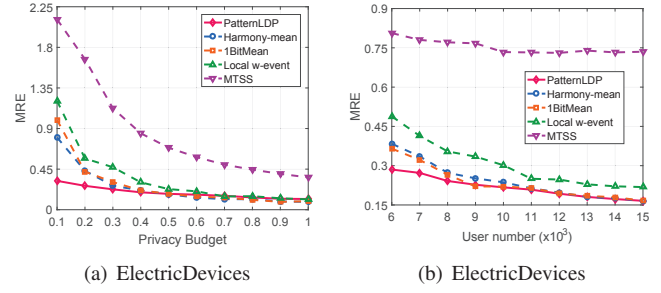 2.25
1.8
1.35
0.9
0.45
0
MRE
0.1 0.2 0.3 0.4 0.5 0.6 0.7 0.8 0.9 1
Privacy Budget
PatternLDP
Harmony-mean
1BitMean
Local w-event
MTSS
(a) ElectricDevices
0.9
0.75
0.6
0.45
0.3
0.15
MRE
6 7 8 9 10 11 12 13 14 15
User number (x10³)
PatternLDP
Harmony-mean
1BitMean
Local w-event
MTSS
(b) ElectricDevices